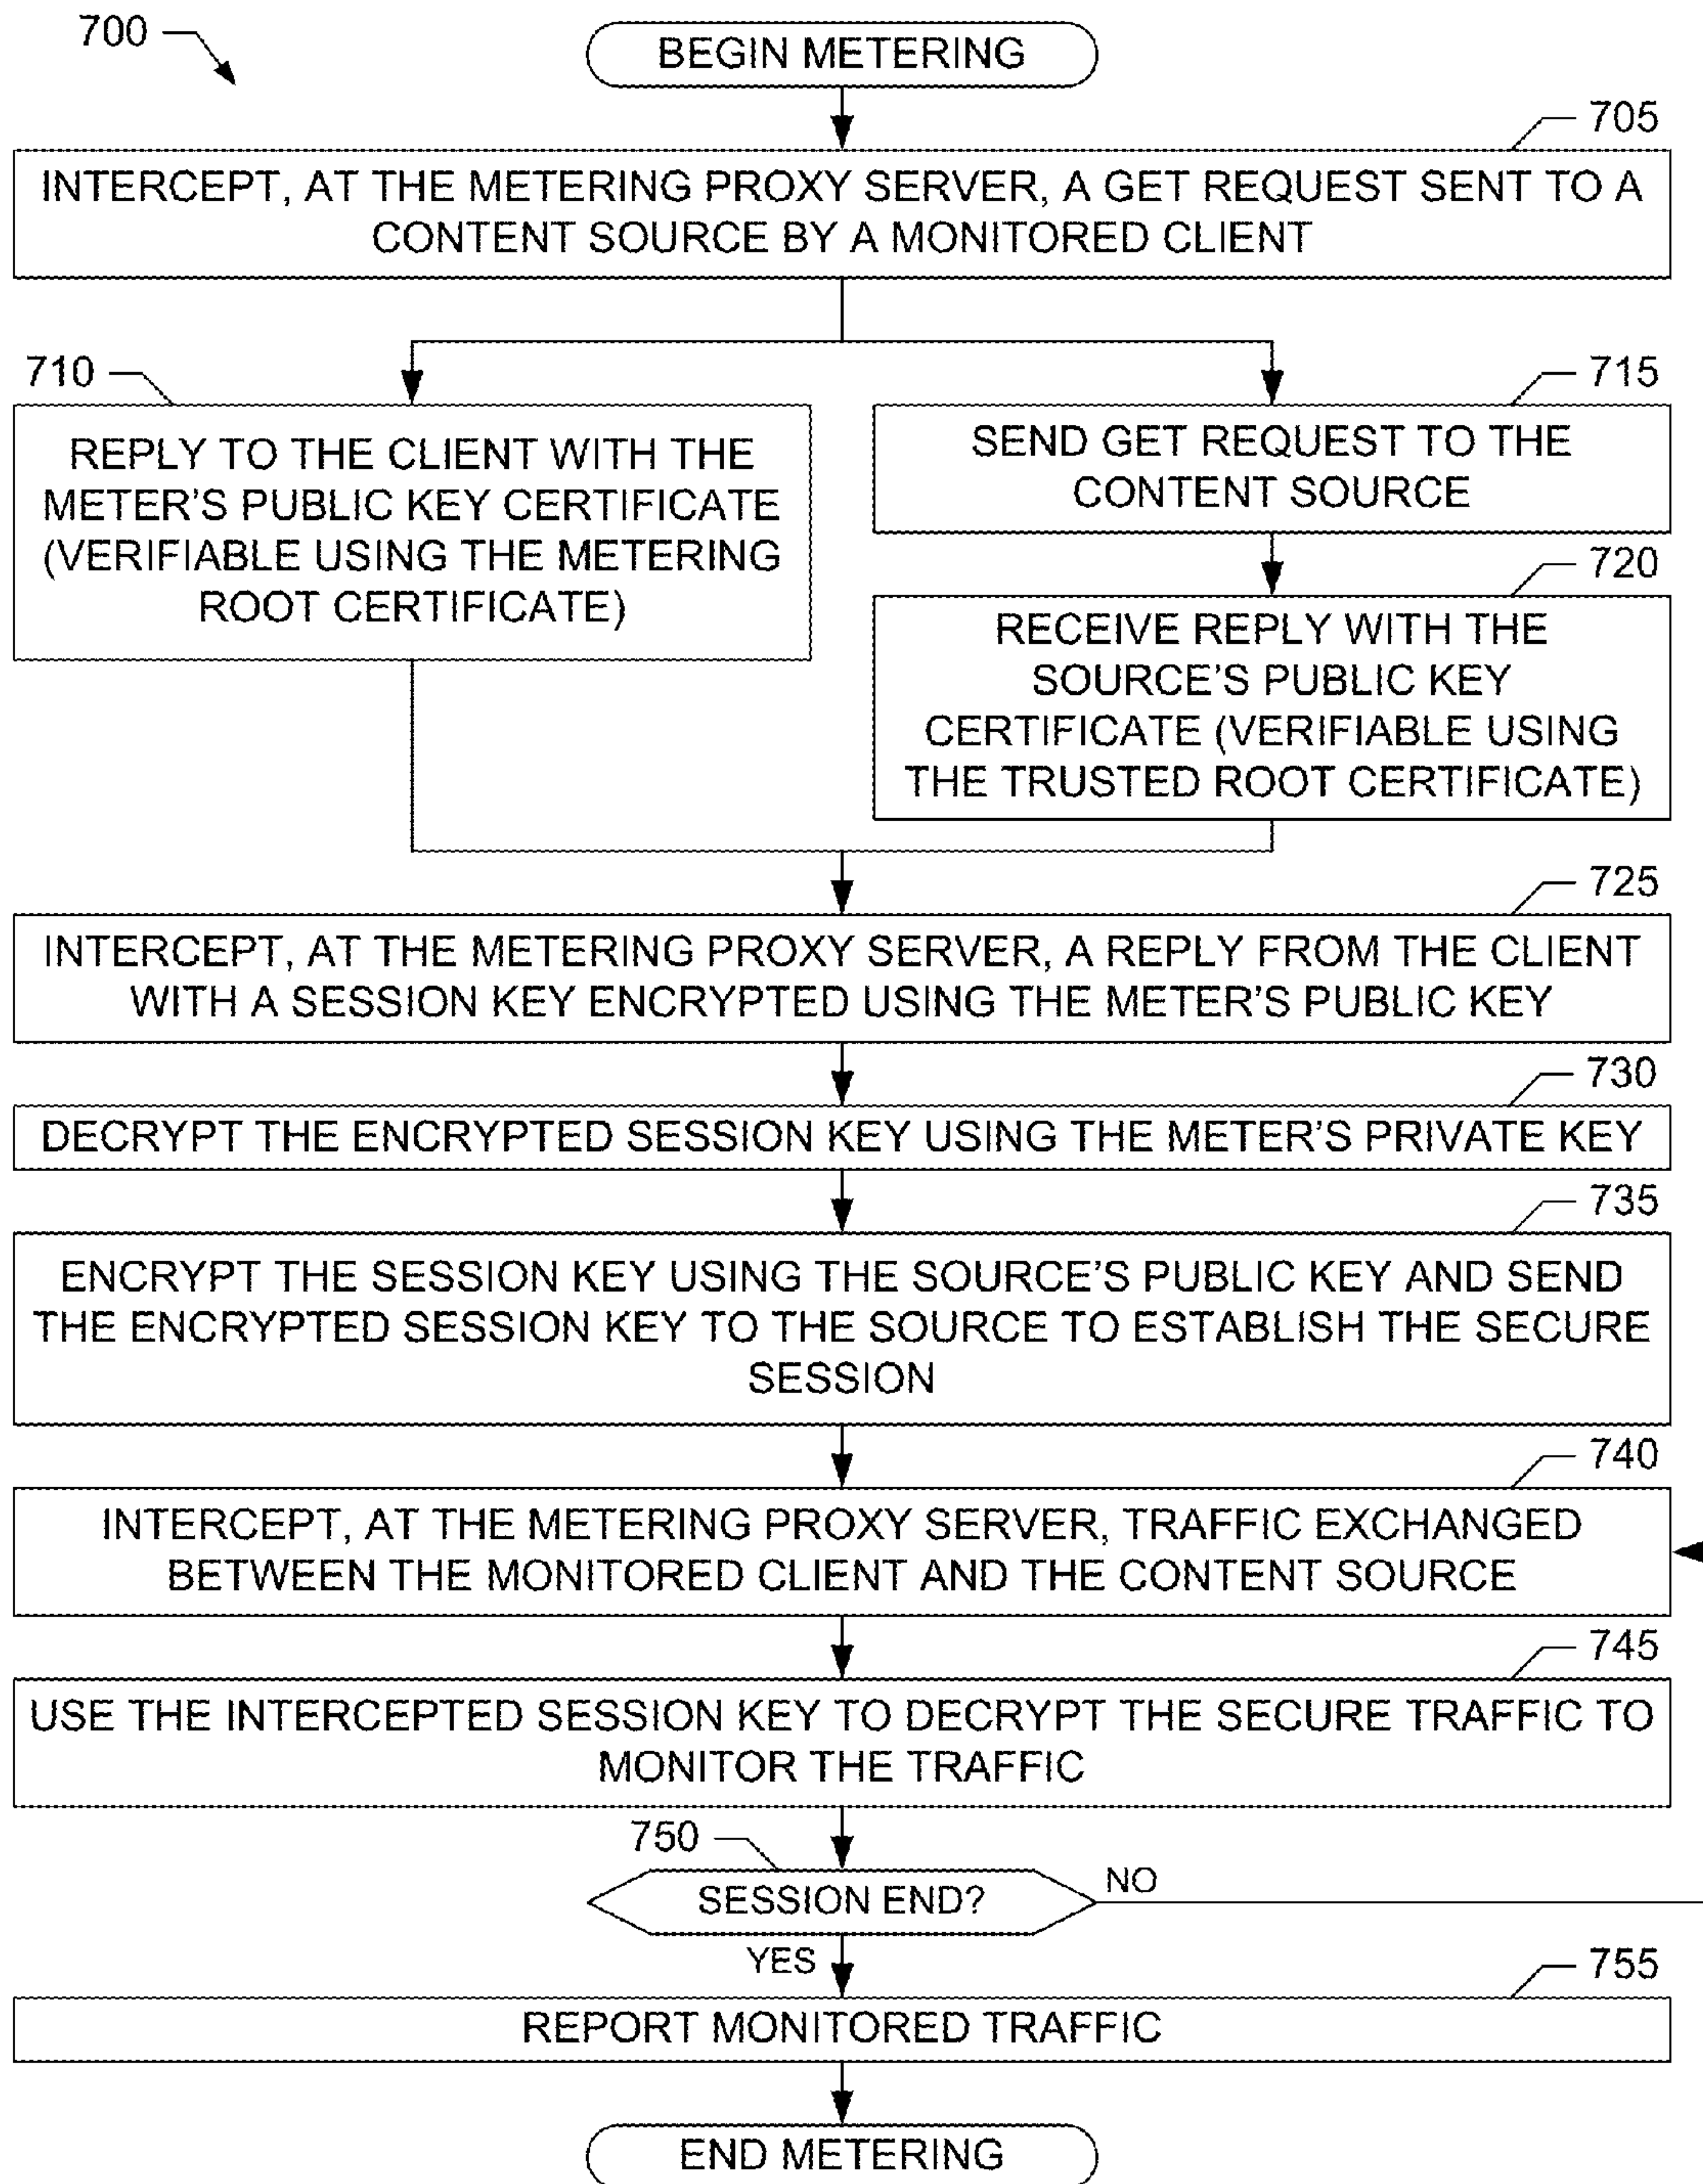 700
BEGIN METERING
705
INTERCEPT, AT THE METERING PROXY SERVER, A GET REQUEST SENT TO A
CONTENT SOURCE BY A MONITORED CLIENT
710
REPLY TO THE CLIENT WITH THE
METER'S PUBLIC KEY CERTIFICATE
(VERIFIABLE USING THE METERING
ROOT CERTIFICATE)
715
SEND GET REQUEST TO THE
CONTENT SOURCE
720
RECEIVE REPLY WITH THE
SOURCE'S PUBLIC KEY
CERTIFICATE (VERIFIABLE USING
THE TRUSTED ROOT CERTIFICATE)
725
INTERCEPT, AT THE METERING PROXY SERVER, A REPLY FROM THE CLIENT
WITH A SESSION KEY ENCRYPTED USING THE METER'S PUBLIC KEY
730
DECRYPT THE ENCRYPTED SESSION KEY USING THE METER'S PRIVATE KEY
735
ENCRYPT THE SESSION KEY USING THE SOURCE'S PUBLIC KEY AND SEND
THE ENCRYPTED SESSION KEY TO THE SOURCE TO ESTABLISH THE SECURE
SESSION
740
INTERCEPT, AT THE METERING PROXY SERVER, TRAFFIC EXCHANGED
BETWEEN THE MONITORED CLIENT AND THE CONTENT SOURCE
745
USE THE INTERCEPTED SESSION KEY TO DECRYPT THE SECURE TRAFFIC TO
MONITOR THE TRAFFIC
750
SESSION END?
NO
YES
755
REPORT MONITORED TRAFFIC
END METERING